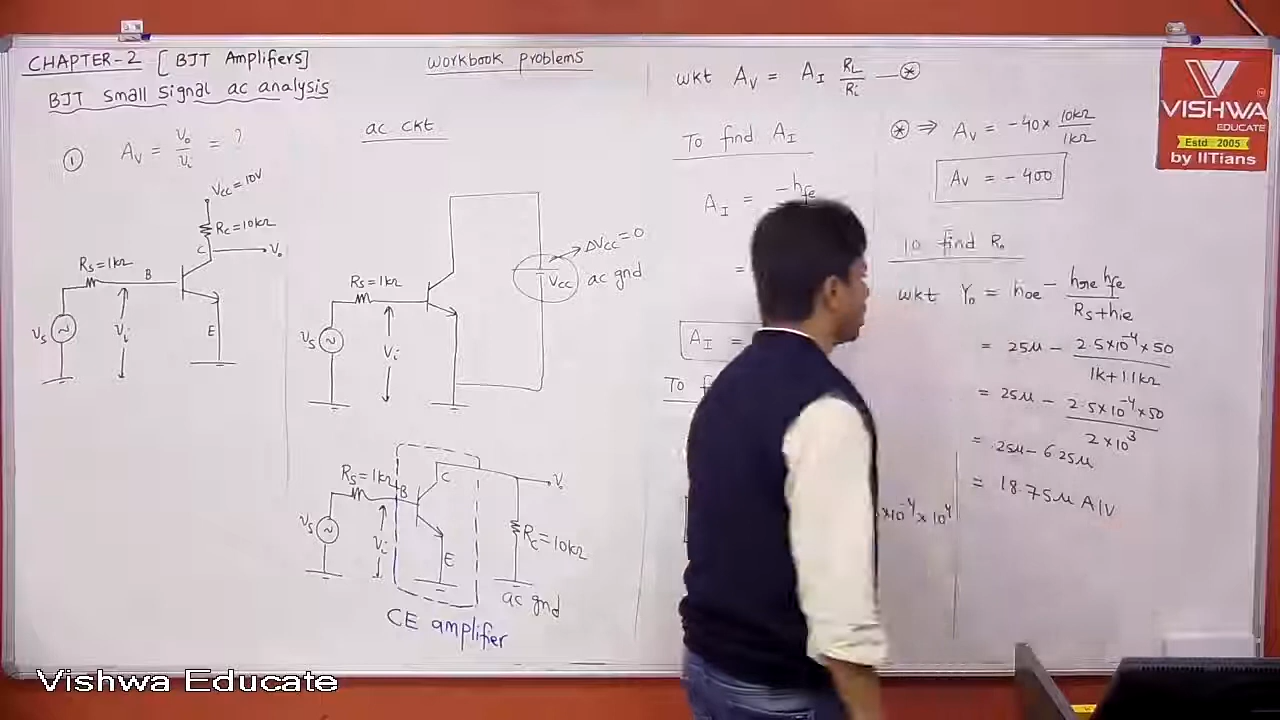 CHAPTER-2 [BJT Amplifiers]
BJT small signal ac analysis
workbook problems
① AV = Vo/Vi = ?
VCC = 10V
RC = 10kΩ
C
Vo
RS = 1kΩ
B
VS
Vi
E
ac ckt
RS = 1kΩ
VS
Vi
ΔVCC = 0
VCC
ac gnd
RS = 1kΩ
B
C
Vo
VS
Vi
E
RC = 10kΩ
ac gnd
CE amplifier
wkt AV = AI RL/Ri —⊛
To find AI
AI = -hfe
=
AI =
To f
×10⁻⁴×10⁴
⊛ ⇒ AV = -40 × 10kΩ/1kΩ
AV = -400
To find Ro
wkt Yo = hoe - hre hfe/RS+hie
= 25μ - 2.5×10⁻⁴×50/1k+1.1kΩ
= 25μ - 2.5×10⁻⁴×50/2×10³
= 25μ - 6.25μ
= 18.75μ A/V
VISHWA
EDUCATE
Estd 2005
by IITians
Vishwa Educate